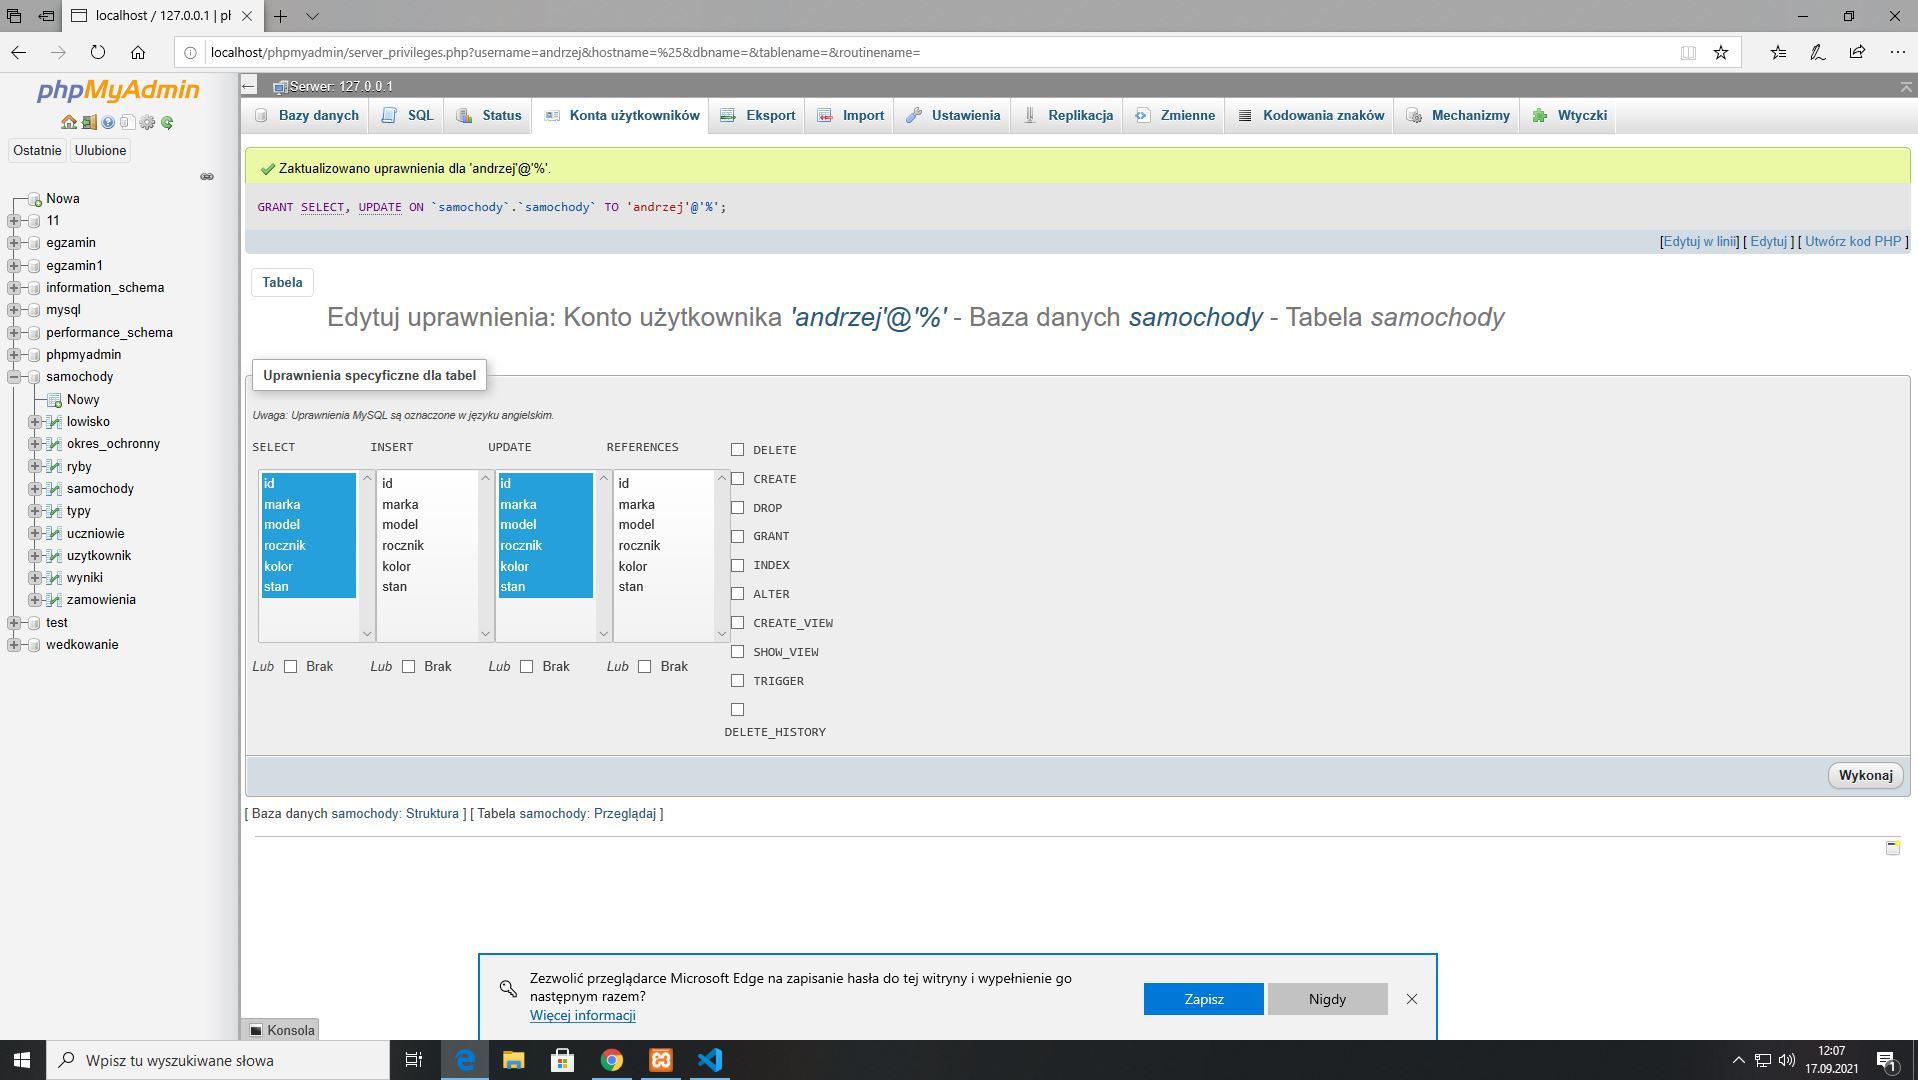 localhost / 127.0.0.1 | pł
localhost/phpmyadmin/server_privileges.php?username=andrzej&hostname=%25&dbname=&tablename=&routinename=
phpMyAdmin
Ostatnie Ulubione
Nowa
11
egzamin
egzamin1
information_schema
mysql
performance_schema
phpmyadmin
samochody
Nowy
lowisko
okres_ochronny
ryby
samochody
typy
uczniowie
uzytkownik
wyniki
zamowienia
test
wedkowanie
Serwer: 127.0.0.1
Bazy danych SQL Status Konta użytkowników Eksport Import Ustawienia Replikacja Zmienne Kodowania znaków Mechanizmy Wtyczki
Zaktualizowano uprawnienia dla 'andrzej'@'%'.
GRANT SELECT, UPDATE ON `samochody`.`samochody` TO 'andrzej'@'%';
[Edytuj w linii] [ Edytuj ] [ Utwórz kod PHP ]
Tabela
Edytuj uprawnienia: Konto użytkownika 'andrzej'@'%' - Baza danych samochody - Tabela samochody
Uprawnienia specyficzne dla tabel
Uwaga: Uprawnienia MySQL są oznaczone w języku angielskim.
SELECT
id
marka
model
rocznik
kolor
stan
Lub Brak
INSERT
id
marka
model
rocznik
kolor
stan
Lub Brak
UPDATE
id
marka
model
rocznik
kolor
stan
Lub Brak
REFERENCES
id
marka
model
rocznik
kolor
stan
Lub Brak
DELETE
CREATE
DROP
GRANT
INDEX
ALTER
CREATE_VIEW
SHOW_VIEW
TRIGGER
DELETE_HISTORY
Wykonaj
[ Baza danych samochody: Struktura ] [ Tabela samochody: Przeglądaj ]
Zezwolić przeglądarce Microsoft Edge na zapisanie hasła do tej witryny i wypełnienie go
następnym razem?
Więcej informacji
Zapisz Nigdy
Konsola
Wpisz tu wyszukiwane słowa
12:07
17.09.2021
1